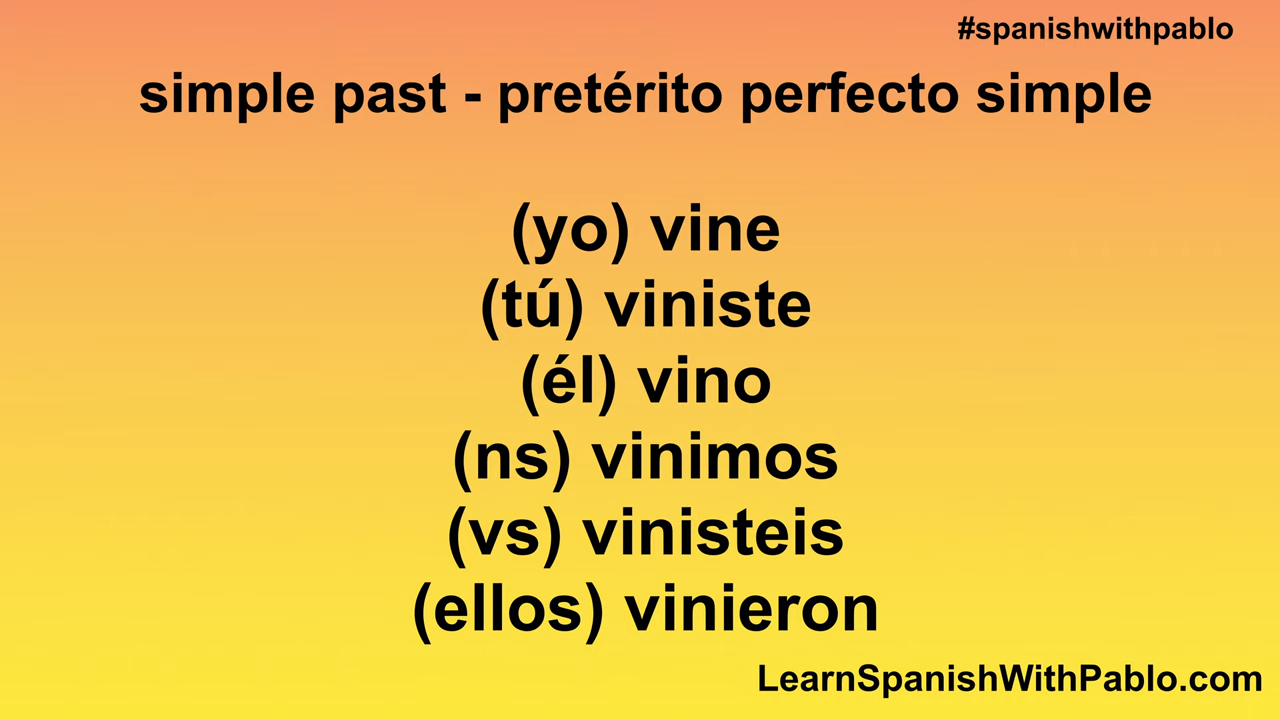 #spanishwithpablo
simple past - pretérito perfecto simple
(yo) vine
(tú) viniste
(él) vino
(ns) vinimos
(vs) vinisteis
(ellos) vinieron
LearnSpanishWithPablo.com